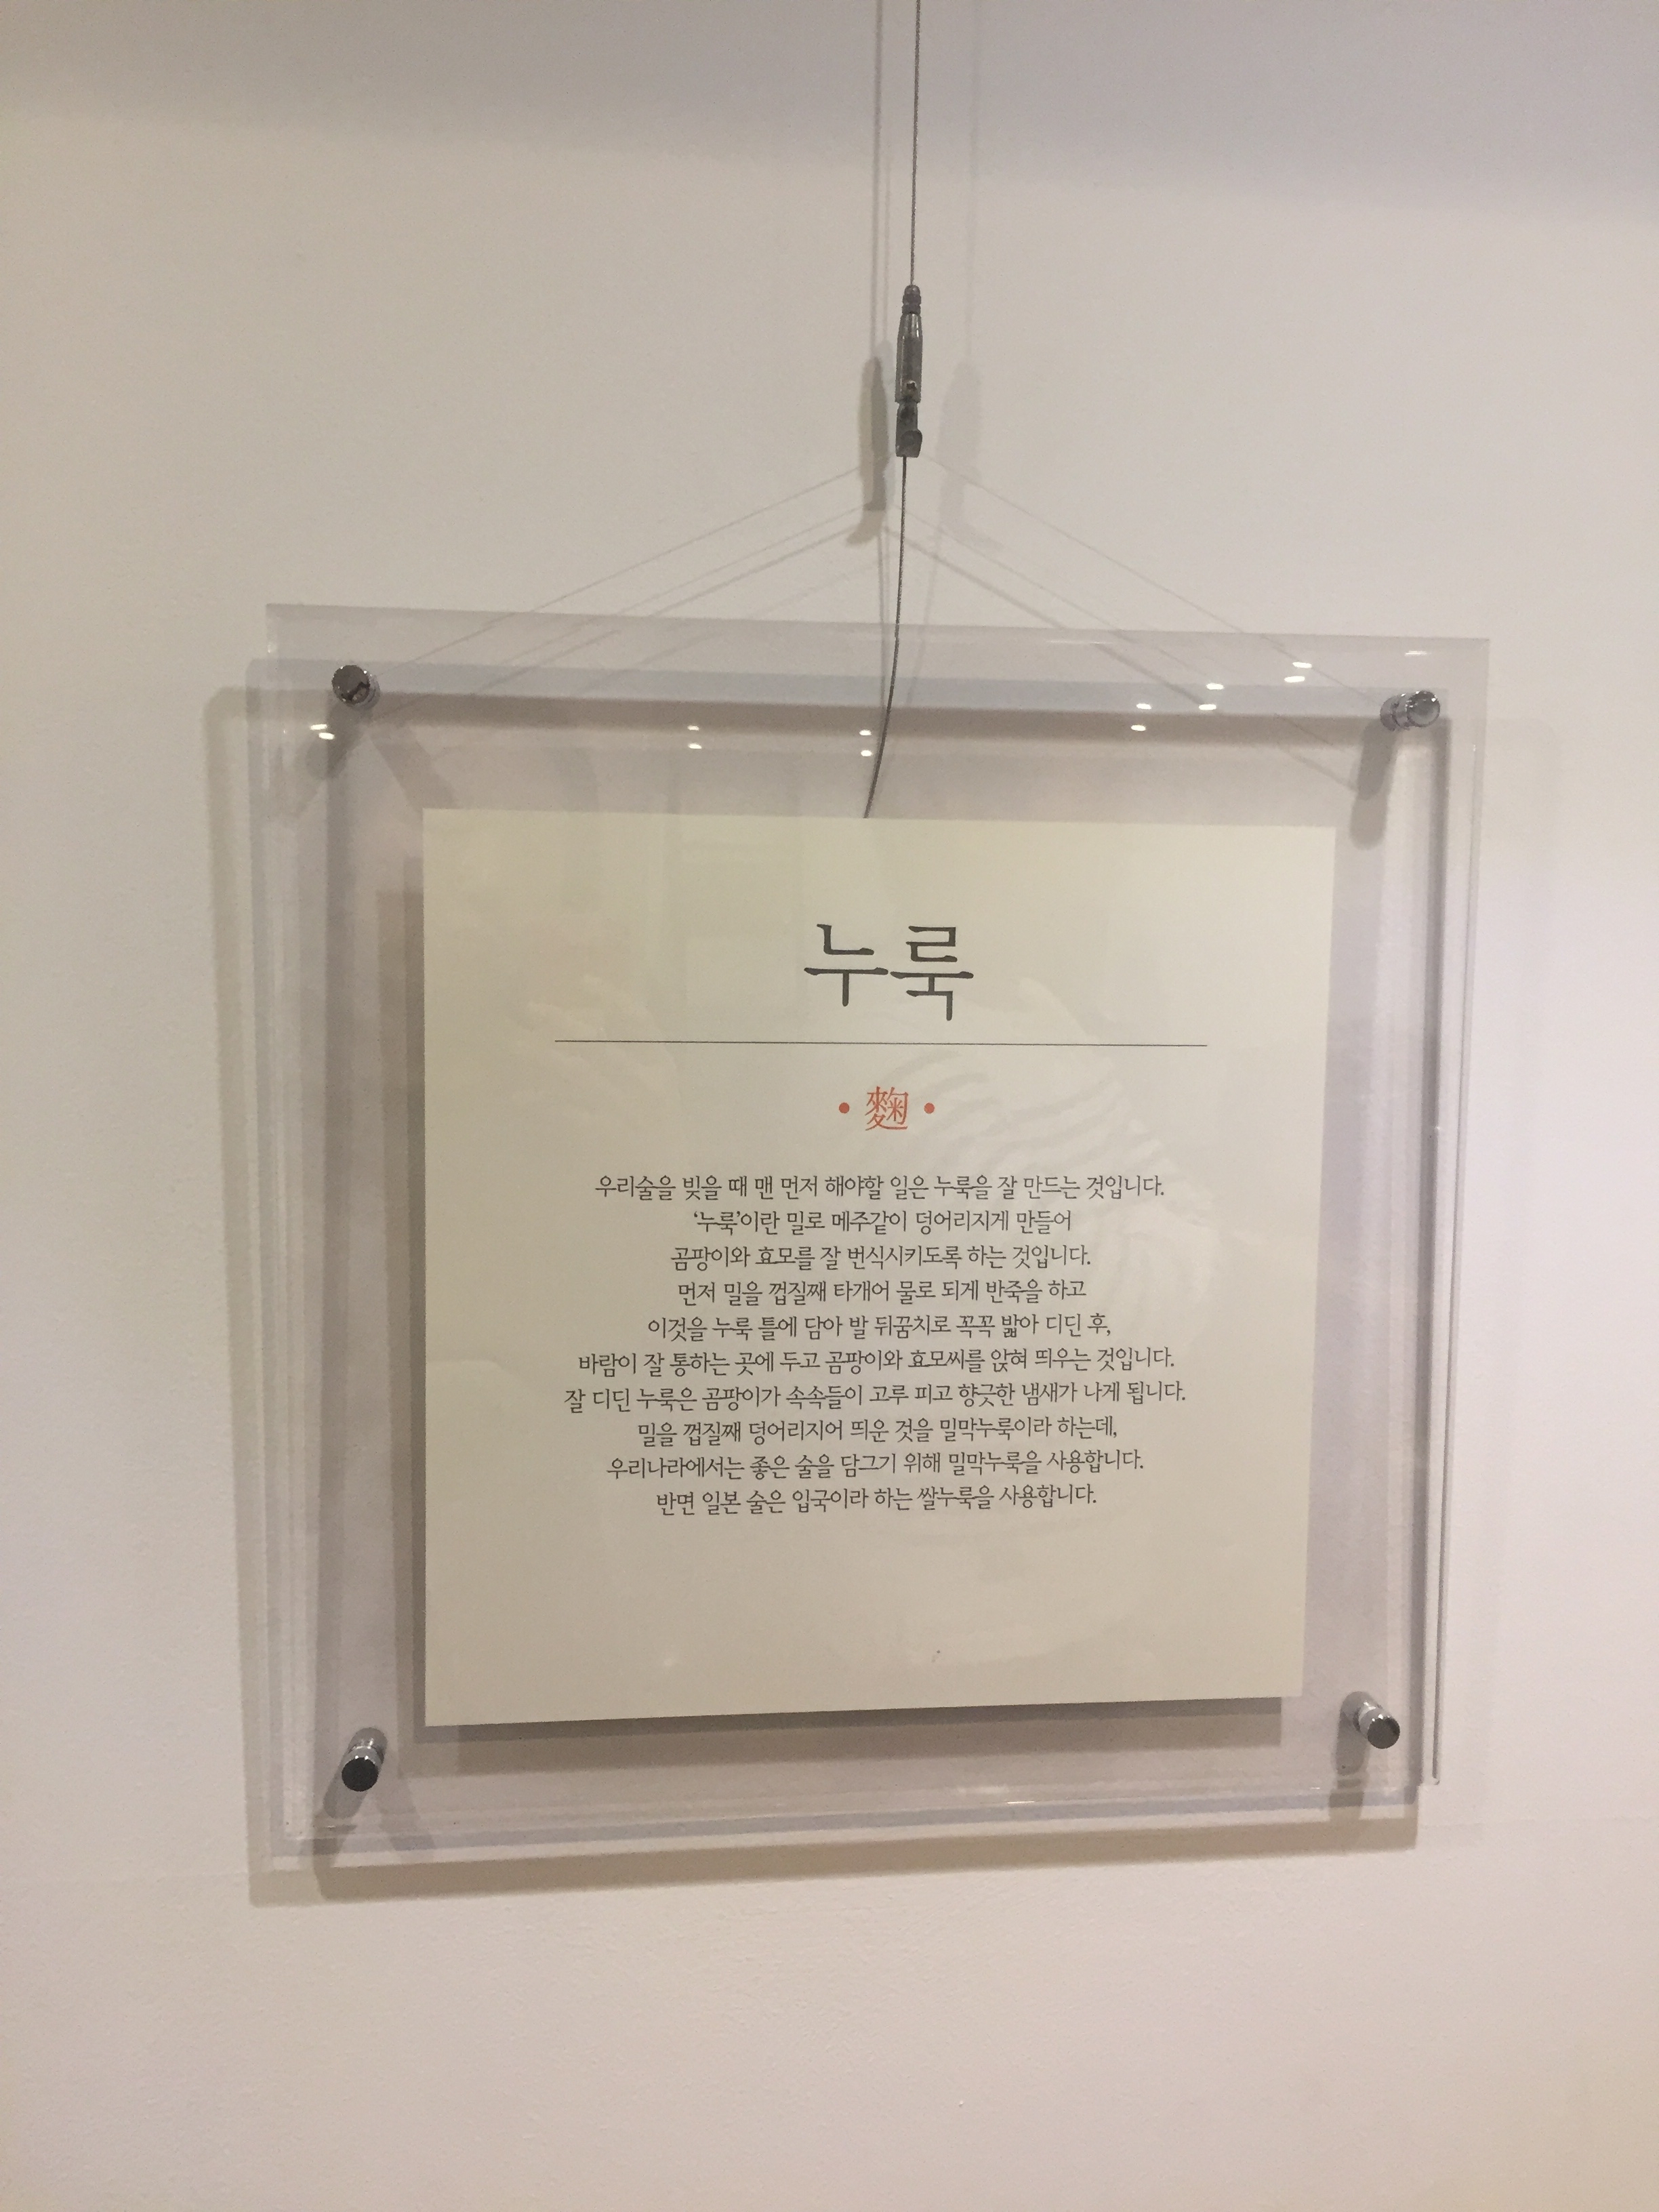 누룩
• 麴 •
우리술을 빚을 때 맨 먼저 해야할 일은 누룩을 잘 만드는 것입니다.
‘누룩’이란 밀로 메주같이 덩어리지게 만들어
곰팡이와 효모를 잘 번식시키도록 하는 것입니다.
먼저 밀을 껍질째 타개어 물로 되게 반죽을 하고
이것을 누룩 틀에 담아 발 뒤꿈치로 꼭꼭 밟아 디딘 후,
바람이 잘 통하는 곳에 두고 곰팡이와 효모씨를 앉혀 띄우는 것입니다.
잘 디딘 누룩은 곰팡이가 속속들이 고루 피고 향긋한 냄새가 나게 됩니다.
밀을 껍질째 덩어리지어 띄운 것을 밀막누룩이라 하는데,
우리나라에서는 좋은 술을 담그기 위해 밀막누룩을 사용합니다.
반면 일본 술은 입국이라 하는 쌀누룩을 사용합니다.